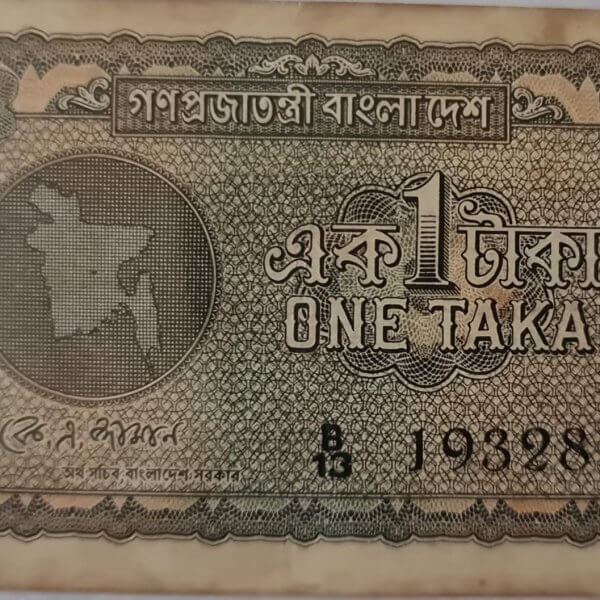 গণপ্রজাতন্ত্রী বাংলাদেশ
এক 1 টাকা
ONE TAKA
কে, এ, জামান
অর্থ সচিব, বাংলাদেশ সরকার
B
13
19328